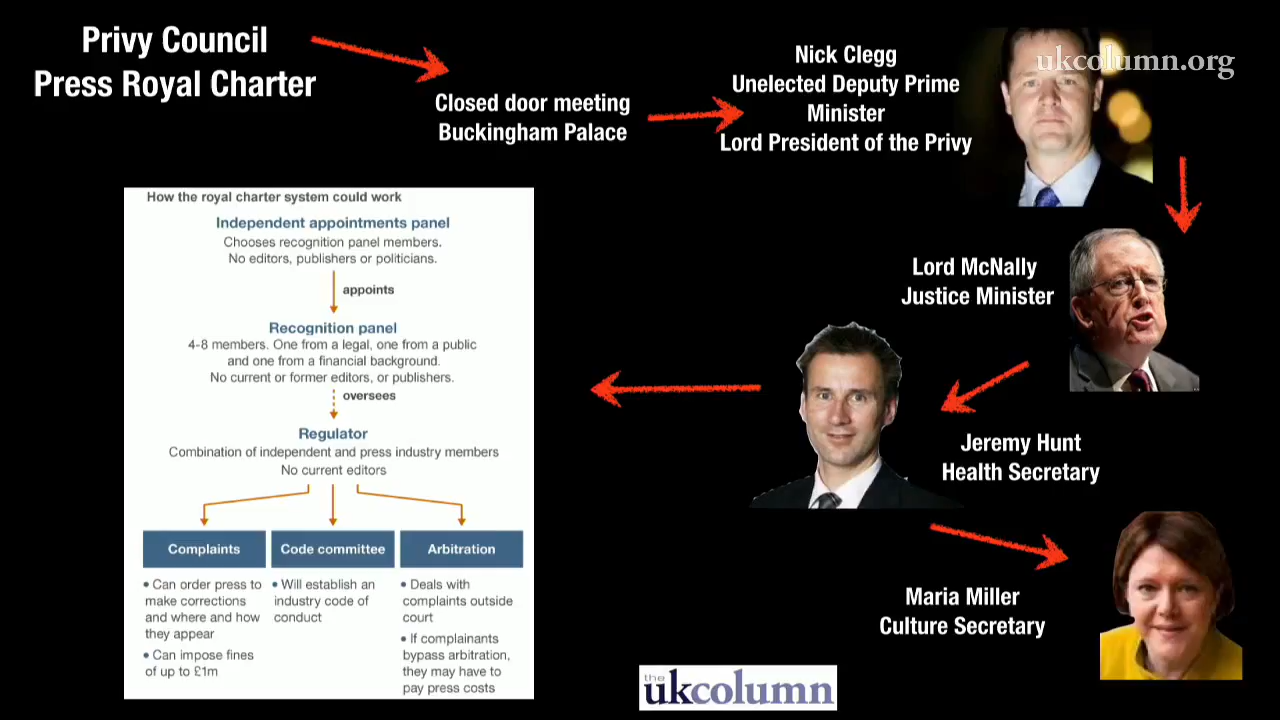 Privy Council
Press Royal Charter
Closed door meeting
Buckingham Palace
Nick Clegg
Unelected Deputy Prime
Minister
Lord President of the Privy
ukcolumn.org
Lord McNally
Justice Minister
Jeremy Hunt
Health Secretary
Maria Miller
Culture Secretary
How the royal charter system could work
Independent appointments panel
Chooses recognition panel members.
No editors, publishers or politicians.
appoints
Recognition panel
4-8 members. One from a legal, one from a public
and one from a financial background.
No current or former editors, or publishers.
oversees
Regulator
Combination of independent and press industry members
No current editors
Complaints
• Can order press to
make corrections
and where and how
they appear
• Can impose fines
of up to £1m
Code committee
• Will establish an
industry code of
conduct
Arbitration
• Deals with
complaints outside
court
• If complainants
bypass arbitration,
they may have to
pay press costs
the
ukcolumn